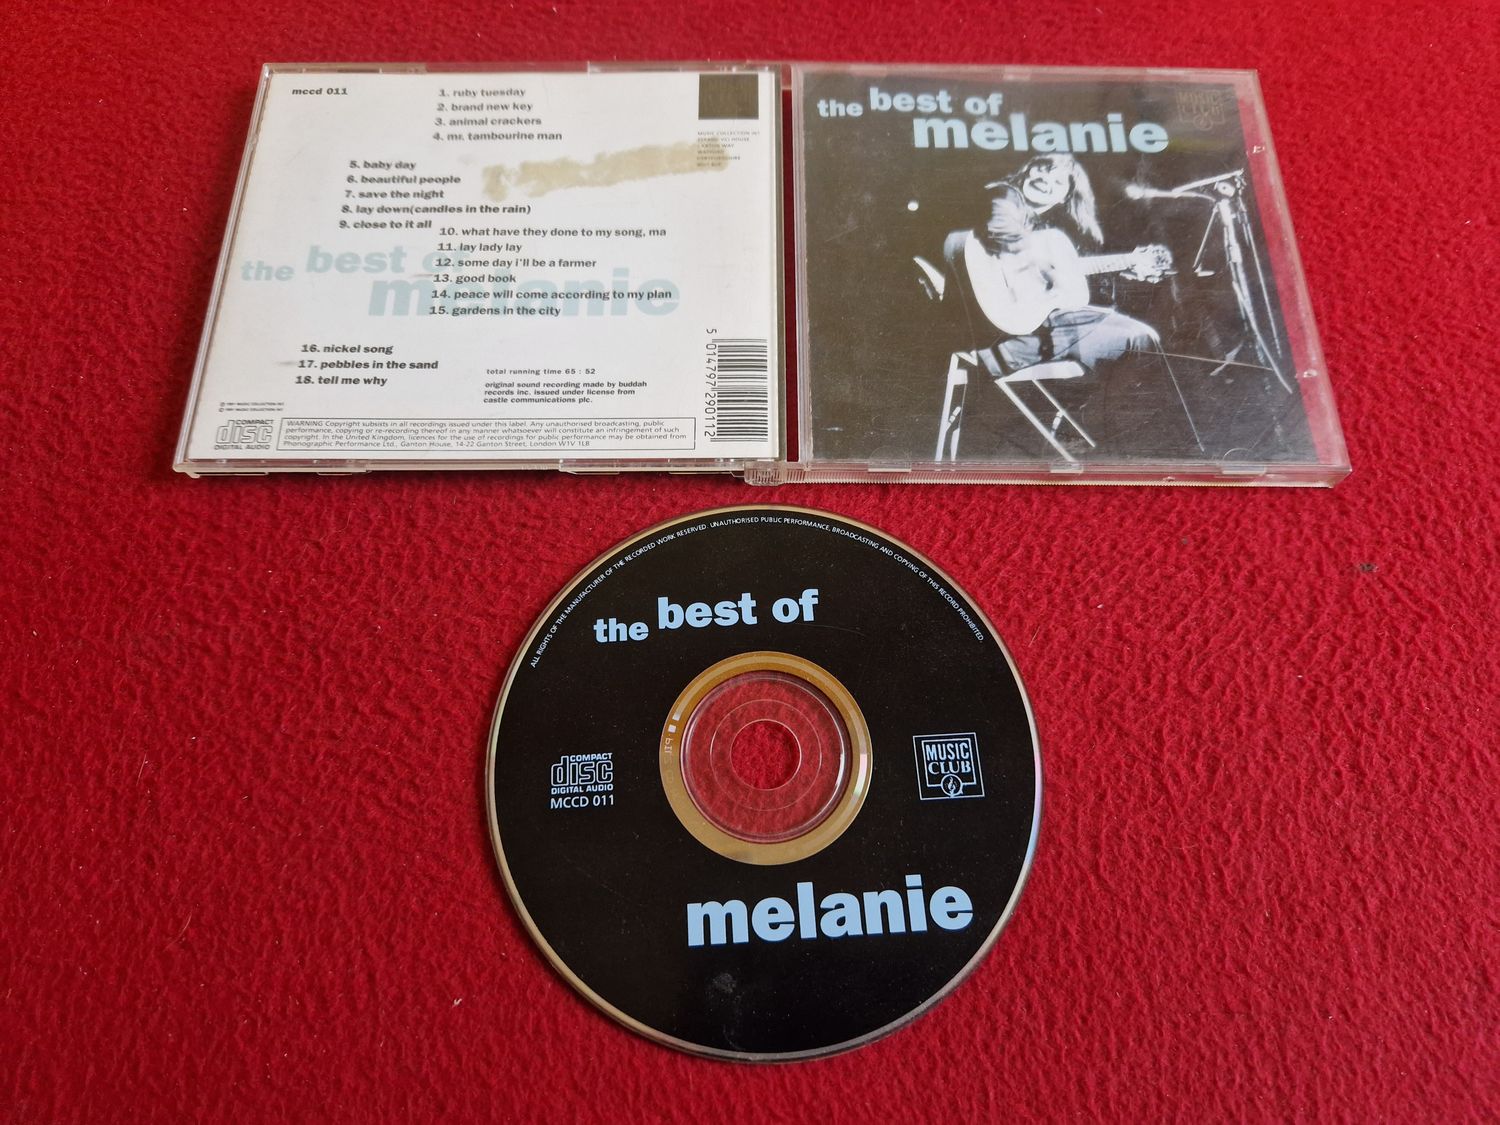 mccd 011
1. ruby tuesday
2. brand new key
3. animal crackers
4. mr. tambourine man
MUSIC COLLECTION INT.
5. baby day
6. beautiful people
7. save the night
8. lay down(candles in the rain)
9. close to it all
10. what have they done to my song, ma
11. lay lady lay
12. some day i'll be a farmer
13. good book
14. peace will come according to my plan
15. gardens in the city
the best of
melanie
16. nickel song
17. pebbles in the sand
18. tell me why
total running time 65 : 52
original sound recording made by buddah
records inc. issued under license from
castle communications plc.
5 014797 290112
COMPACT
disc
DIGITAL AUDIO
WARNING Copyright subsists in all recordings issued under this label. Any unauthorised broadcasting, public
performance, copying or re-recording thereof in any manner whatsoever will constitute an infringement of such
copyright. In the United Kingdom, licences for the use of recordings for public performance may be obtained from
Phonographic Performance Ltd., Ganton House, 14-22 Ganton Street, London W1V 1LB
the best of
melanie
MUSIC
CLUB
ALL RIGHTS OF THE MANUFACTURER OF THE RECORDED WORK RESERVED. UNAUTHORISED PUBLIC PERFORMANCE, BROADCASTING AND COPYING OF THIS RECORD PROHIBITED.
the best of
COMPACT
disc
DIGITAL AUDIO
MCCD 011
MUSIC
CLUB
melanie